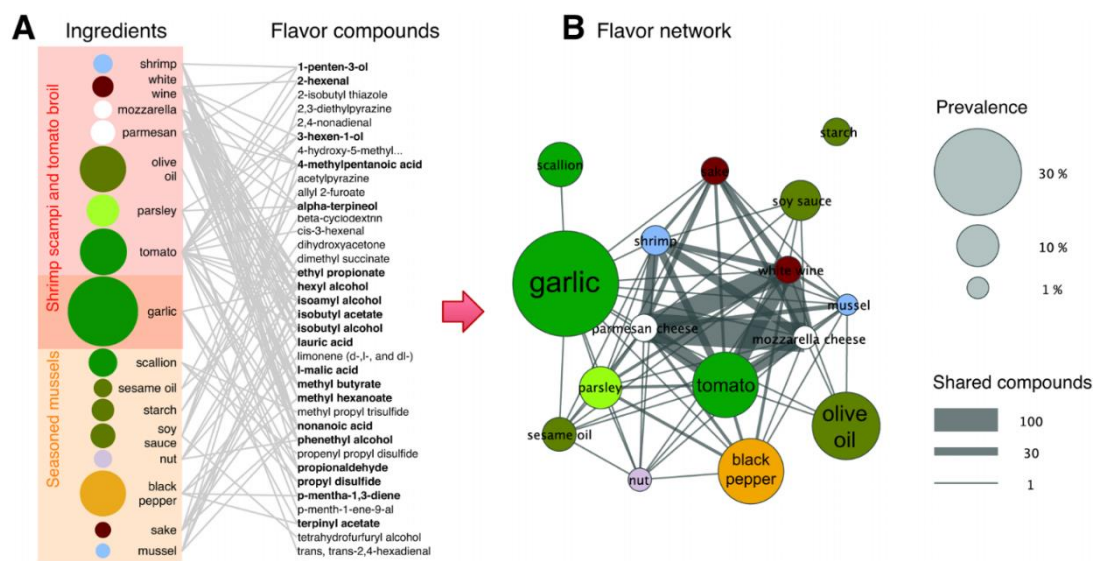 A Ingredients Flavor compounds
Shrimp scampi and tomato broil
Seasoned mussels
shrimp
white
wine
mozzarella
parmesan
olive
oil
parsley
tomato
garlic
scallion
sesame oil
starch
soy
sauce
nut
black
pepper
sake
mussel
1-penten-3-ol
2-hexenal
2-isobutyl thiazole
2,3-diethylpyrazine
2,4-nonadienal
3-hexen-1-ol
4-hydroxy-5-methyl...
4-methylpentanoic acid
acetylpyrazine
allyl 2-furoate
alpha-terpineol
beta-cyclodextrin
cis-3-hexenal
dihydroxyacetone
dimethyl succinate
ethyl propionate
hexyl alcohol
isoamyl alcohol
isobutyl acetate
isobutyl alcohol
lauric acid
limonene (d-,l-, and dl-)
l-malic acid
methyl butyrate
methyl hexanoate
methyl propyl trisulfide
nonanoic acid
phenethyl alcohol
propenyl propyl disulfide
propionaldehyde
propyl disulfide
p-mentha-1,3-diene
p-menth-1-ene-9-al
terpinyl acetate
tetrahydrofurfuryl alcohol
trans, trans-2,4-hexadienal
B Flavor network
starch
scallion
sake
soy sauce
shrimp
garlic
white wine
mussel
parmesan cheese
mozzarella cheese
parsley
tomato
olive
oil
sesame oil
black
pepper
nut
Prevalence
30 %
10 %
1 %
Shared compounds
100
30
1